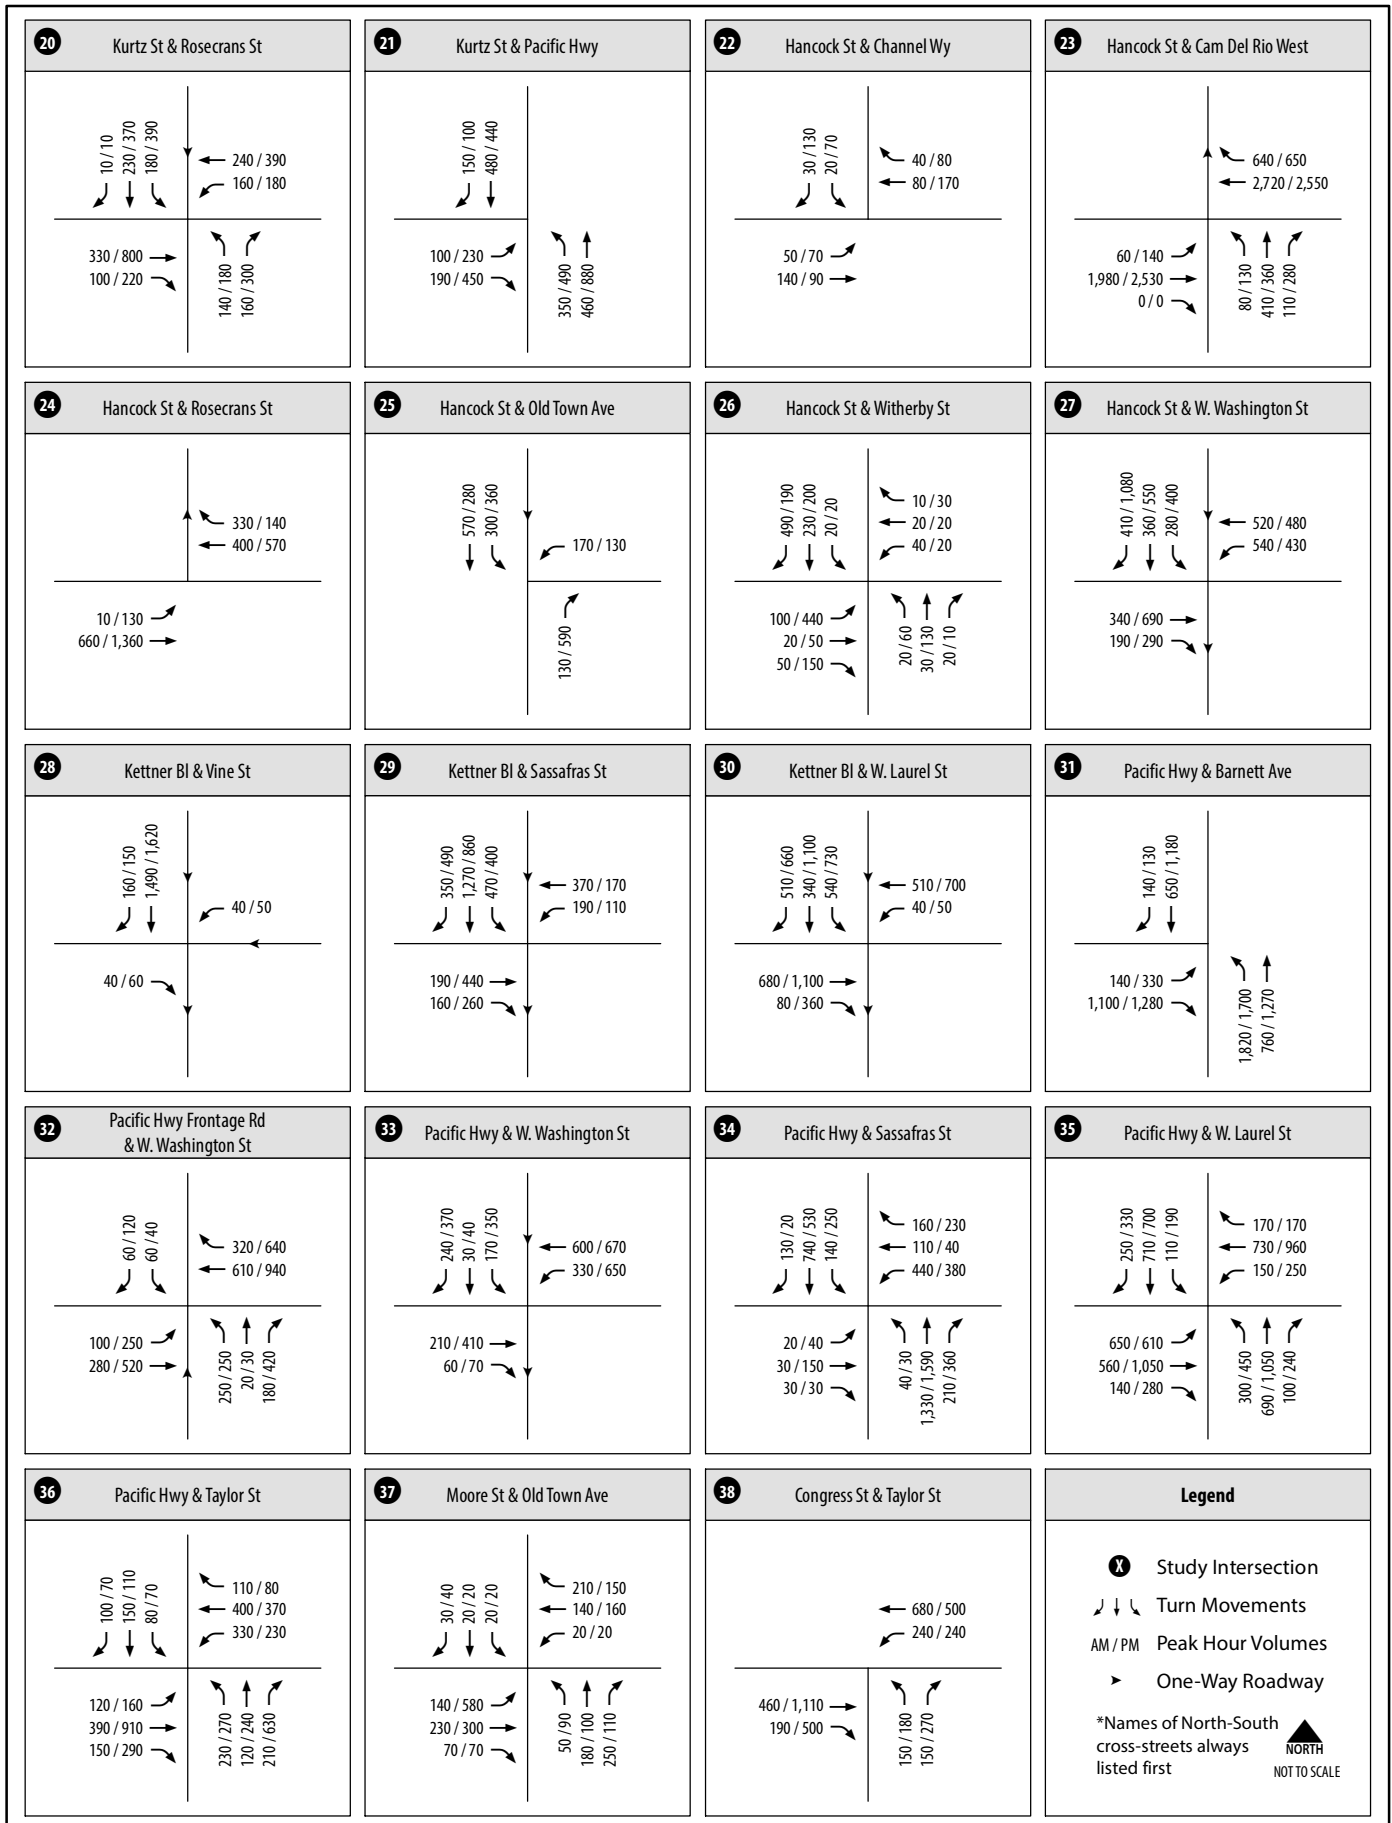 20 Kurtz St & Rosecrans St
10 / 10
230 / 370
180 / 390
240 / 390
160 / 180
330 / 800
100 / 220
140 / 180
160 / 300
21 Kurtz St & Pacific Hwy
150 / 100
480 / 440
100 / 230
190 / 450
350 / 490
460 / 880
22 Hancock St & Channel Wy
30 / 130
20 / 70
40 / 80
80 / 170
50 / 70
140 / 90
23 Hancock St & Cam Del Rio West
640 / 650
2,720 / 2,550
60 / 140
1,980 / 2,530
0 / 0
80 / 130
410 / 360
110 / 280
24 Hancock St & Rosecrans St
330 / 140
400 / 570
10 / 130
660 / 1,360
25 Hancock St & Old Town Ave
570 / 280
300 / 360
170 / 130
130 / 590
26 Hancock St & Witherby St
490 / 190
230 / 200
20 / 20
10 / 30
20 / 20
40 / 20
100 / 440
20 / 50
50 / 150
20 / 60
30 / 130
20 / 10
27 Hancock St & W. Washington St
410 / 1,080
360 / 550
280 / 400
520 / 480
540 / 430
340 / 690
190 / 290
28 Kettner Bl & Vine St
160 / 150
1,490 / 1,620
40 / 50
40 / 60
29 Kettner Bl & Sassafras St
350 / 490
1,270 / 860
470 / 400
370 / 170
190 / 110
190 / 440
160 / 260
30 Kettner Bl & W. Laurel St
510 / 660
340 / 1,100
540 / 730
510 / 700
40 / 50
680 / 1,100
80 / 360
31 Pacific Hwy & Barnett Ave
140 / 130
650 / 1,180
140 / 330
1,100 / 1,280
1,820 / 1,700
760 / 1,270
32 Pacific Hwy Frontage Rd
& W. Washington St
60 / 120
60 / 40
320 / 640
610 / 940
100 / 250
280 / 520
250 / 250
20 / 30
180 / 420
33 Pacific Hwy & W. Washington St
240 / 370
30 / 40
170 / 350
600 / 670
330 / 650
210 / 410
60 / 70
34 Pacific Hwy & Sassafras St
130 / 20
740 / 530
140 / 250
160 / 230
110 / 40
440 / 380
20 / 40
30 / 150
30 / 30
40 / 30
1,330 / 1,590
210 / 360
35 Pacific Hwy & W. Laurel St
250 / 330
710 / 700
110 / 190
170 / 170
730 / 960
150 / 250
650 / 610
560 / 1,050
140 / 280
300 / 450
690 / 1,050
100 / 240
36 Pacific Hwy & Taylor St
100 / 70
150 / 110
80 / 70
110 / 80
400 / 370
330 / 230
120 / 160
390 / 910
150 / 290
230 / 270
120 / 240
210 / 630
37 Moore St & Old Town Ave
30 / 40
20 / 20
20 / 20
210 / 150
140 / 160
20 / 20
140 / 580
230 / 300
70 / 70
50 / 90
180 / 100
250 / 110
38 Congress St & Taylor St
680 / 500
240 / 240
460 / 1,110
190 / 500
150 / 180
150 / 270
Legend
X Study Intersection
Turn Movements
AM / PM Peak Hour Volumes
One-Way Roadway
*Names of North-South
cross-streets always
listed first
NORTH
NOT TO SCALE